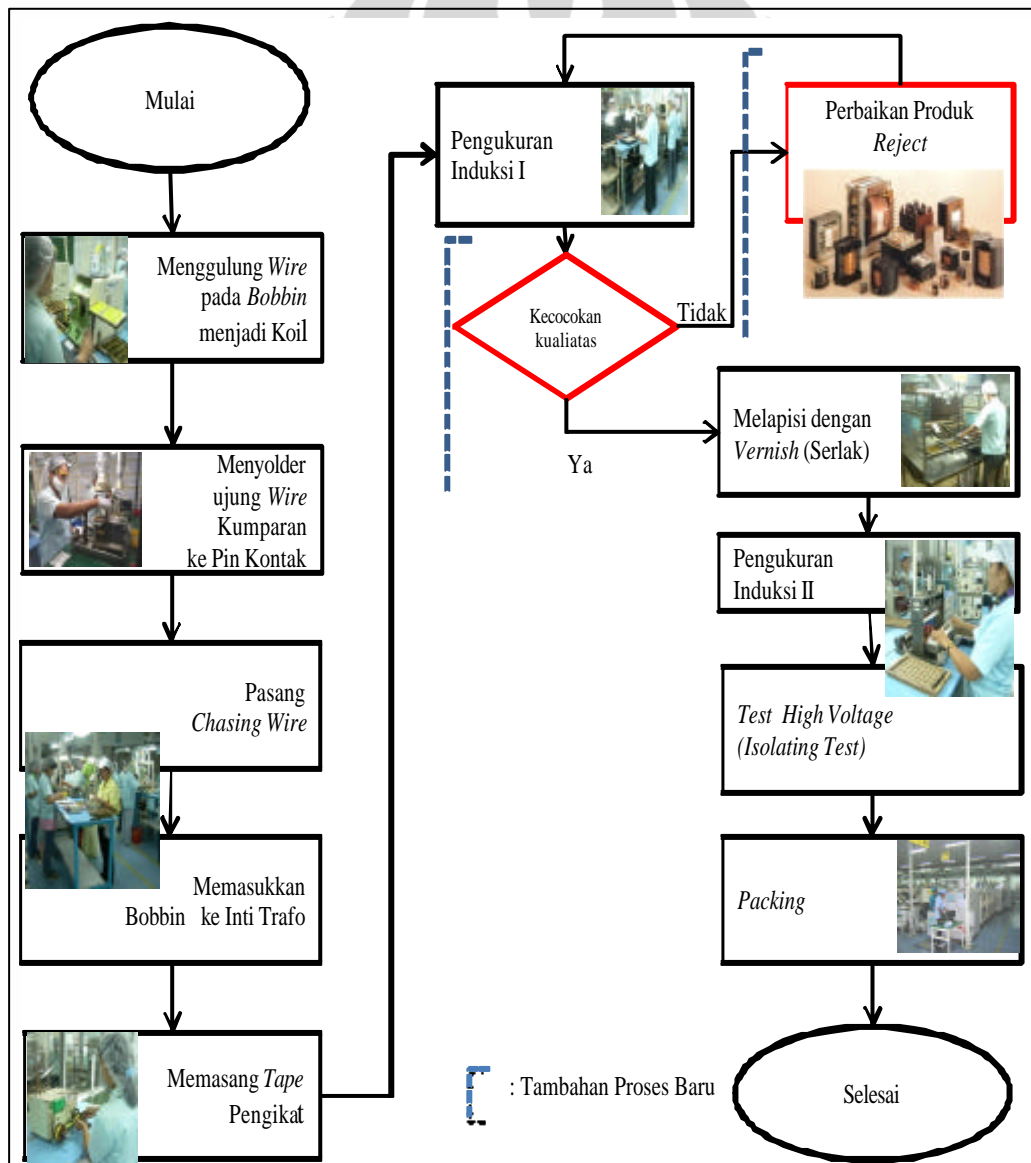 Mulai
Menggulung Wire
pada Bobbin
menjadi Koil
Menyolder
ujung Wire
Kumparan
ke Pin Kontak
Pasang
Chasing Wire
Memasukkan
Bobbin ke Inti Trafo
Memasang Tape
Pengikat
Pengukuran
Induksi I
Kecocokan
kualiatas
Tidak
Ya
Perbaikan Produk
Reject
Melapisi dengan
Vernish (Serlak)
Pengukuran
Induksi II
Test High Voltage
(Isolating Test)
Packing
Selesai
: Tambahan Proses Baru